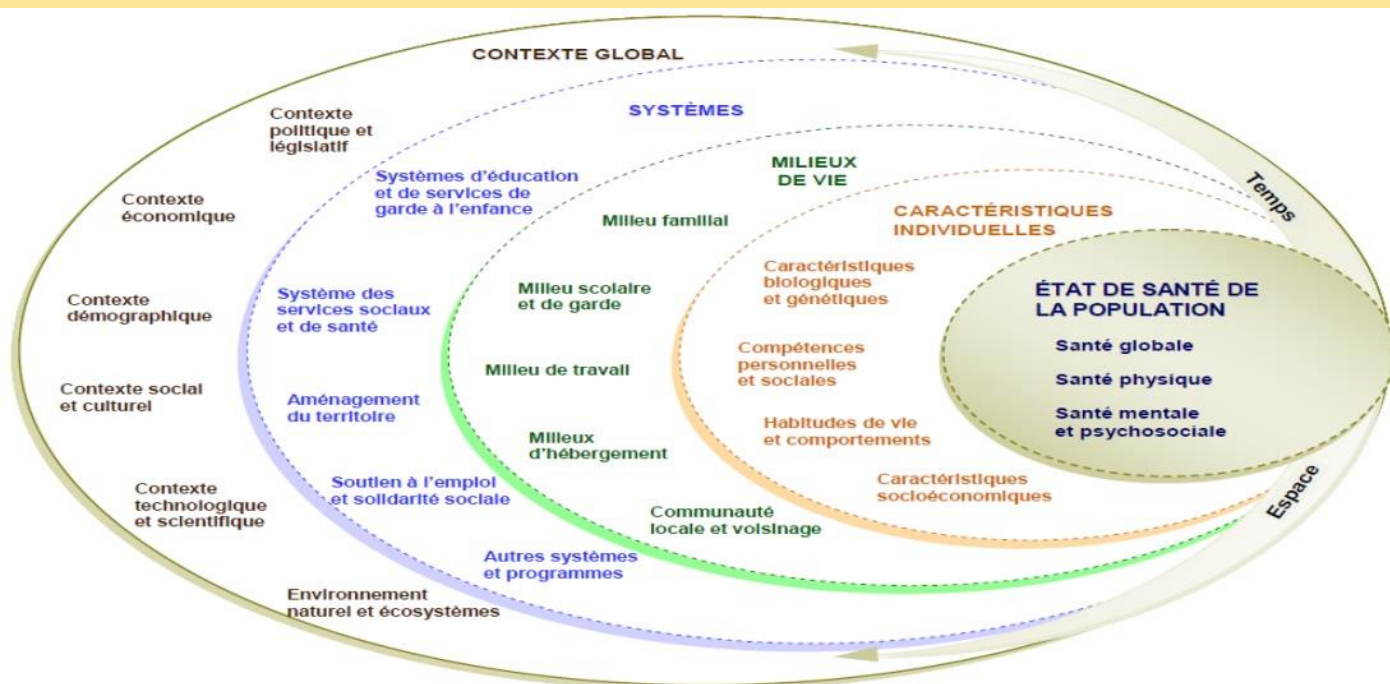 CONTEXTE GLOBAL
Contexte
politique et
législatif
Contexte
économique
Contexte
démographique
Contexte social
et culturel
Contexte
technologique
et scientifique
Environnement
naturel et écosystèmes
SYSTÈMES
Systèmes d'éducation
et de services de
garde à l'enfance
Système des
services sociaux
et de santé
Aménagement
du territoire
Soutien à l'emploi
et solidarité sociale
Autres systèmes
et programmes
MILIEUX
DE VIE
Milieu familial
Milieu scolaire
et de garde
Milieu de travail
Milieux
d'hébergement
Communauté
locale et voisinage
CARACTÉRISTIQUES
INDIVIDUELLES
Caractéristiques
biologiques
et génétiques
Compétences
personnelles
et sociales
Habitudes de vie
et comportements
Caractéristiques
socioéconomiques
ÉTAT DE SANTÉ DE
LA POPULATION
Santé globale
Santé physique
Santé mentale
et psychosociale
Temps
Espace